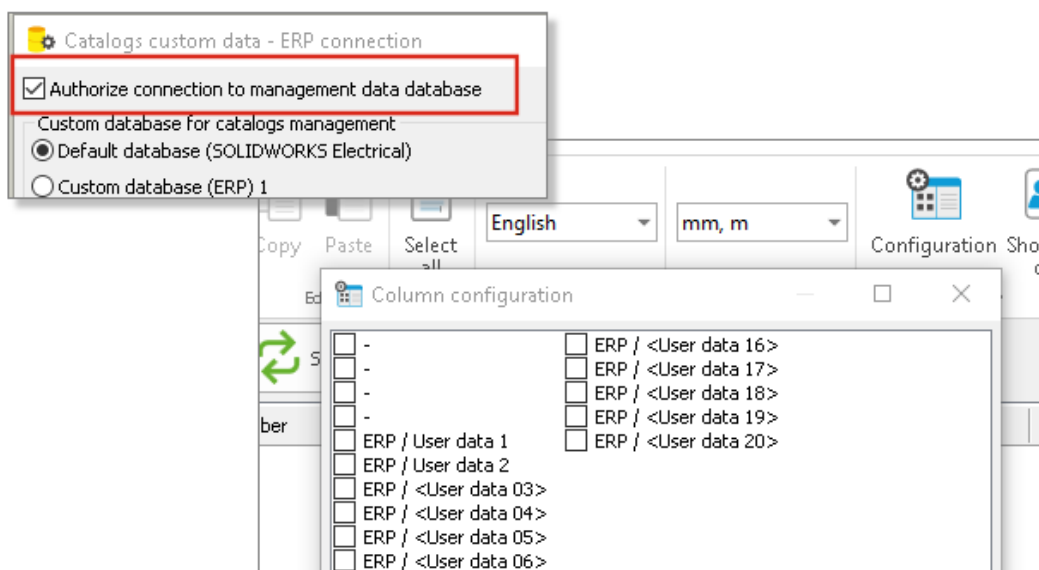 Catalogs custom data - ERP connection
Authorize connection to management data database
Custom database for catalogs management
Default database (SOLIDWORKS Electrical)
Custom database (ERP) 1
English
mm, m
Copy
Paste
Select
all
Configuration
Sho
Ed
Column configuration
S
ber
-
-
-
-
ERP / User data 1
ERP / User data 2
ERP / <User data 03>
ERP / <User data 04>
ERP / <User data 05>
ERP / <User data 06>
ERP / <User data 16>
ERP / <User data 17>
ERP / <User data 18>
ERP / <User data 19>
ERP / <User data 20>